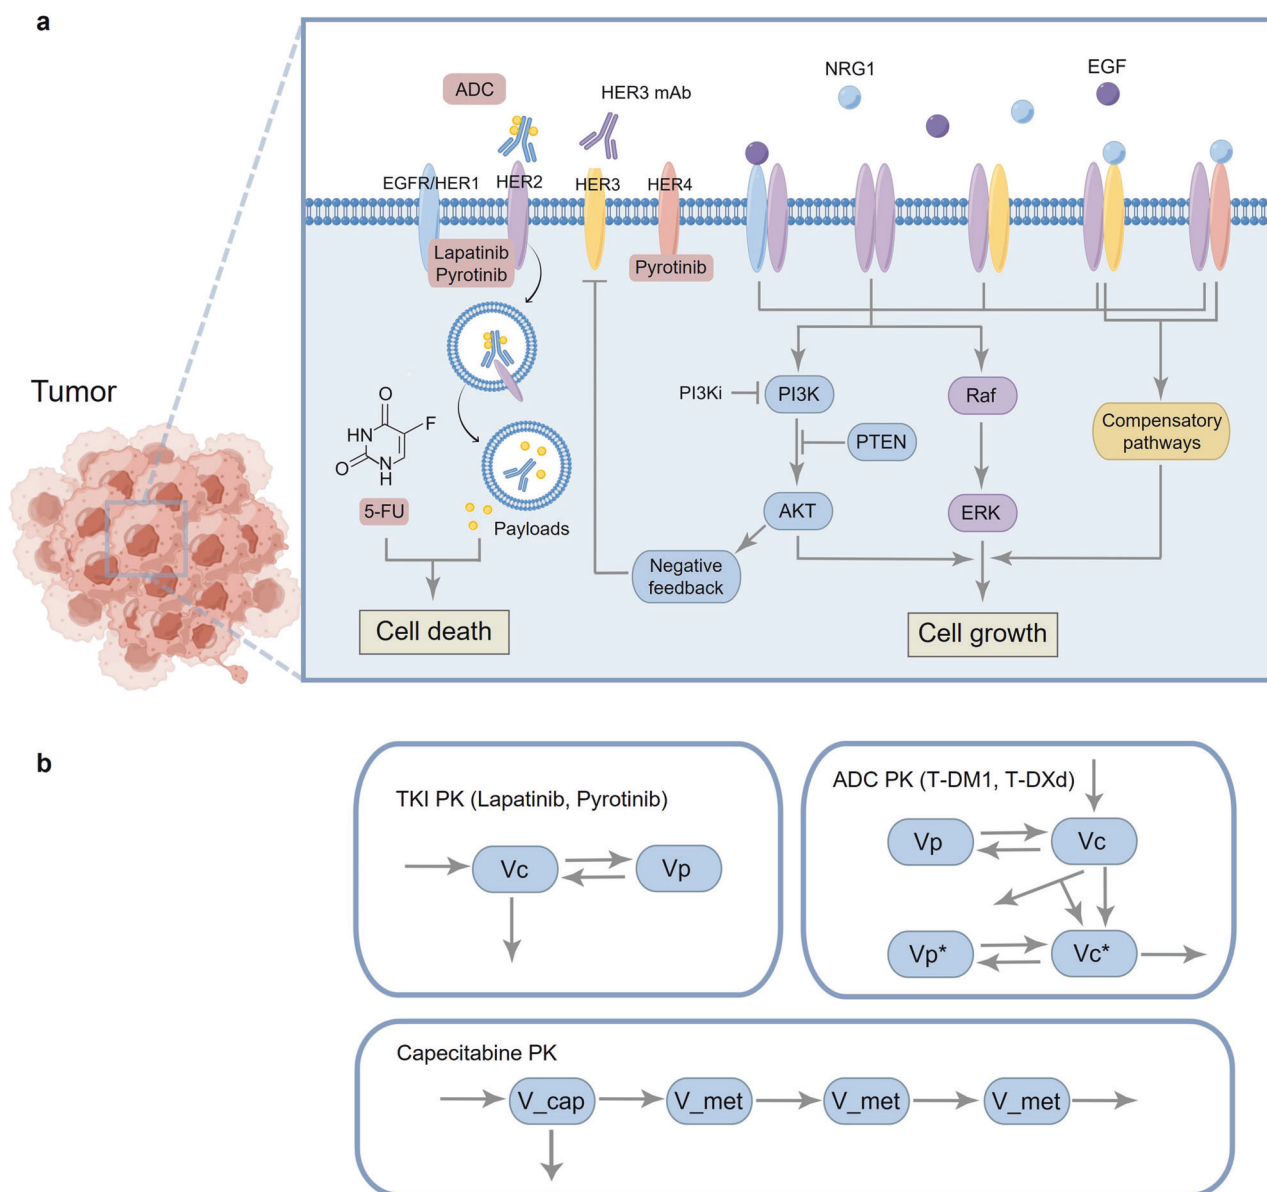 a
ADC
HER3 mAb
NRG1
EGF
EGFR/HER1
HER2
HER3
HER4
Lapatinib
Pyrotinib
Pyrotinib
Tumor
O
HN
F
O
N
H
5-FU
Payloads
PI3Ki
PI3K
Raf
PTEN
Compensatory
pathways
AKT
ERK
Negative
feedback
Cell death
Cell growth
b
TKI PK (Lapatinib, Pyrotinib)
Vc
Vp
ADC PK (T-DM1, T-DXd)
Vp
Vc
Vp*
Vc*
Capecitabine PK
V_cap
V_met
V_met
V_met